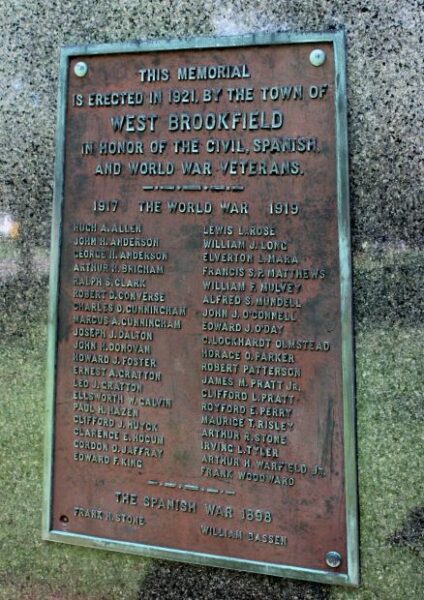 THIS MEMORIAL
IS ERECTED IN 1921, BY THE TOWN OF
WEST BROOKFIELD
IN HONOR OF THE CIVIL, SPANISH,
AND WORLD WAR VETERANS.
1917 THE WORLD WAR 1919
HUGH A. ALLEN
JOHN H. ANDERSON
GEORGE H. ANDERSON
ARTHUR H. BRIGHAM
RALPH S. CLARK
ROBERT D. CONVERSE
CHARLES D. CUNNINGHAM
MARCUS A. CUNNINGHAM
JOSEPH J. DALTON
JOHN H. DONOVAN
HOWARD J. FOSTER
ERNEST A. GRATTON
LEO J. GRATTON
ELLSWORTH W. GALVIN
PAUL H. HAZEN
CLIFFORD J. HUYCK
CLARENCE E. HOCUM
GORDON D. JAFFRAY
EDWARD F. KING
LEWIS L. ROSE
WILLIAM J. LONG
ELVERTON L. MARA
FRANCIS S. P. MATTHEWS
WILLIAM F. MULVEY
ALFRED S. MUNDELL
JOHN J. O'CONNELL
EDWARD J. O'DAY
C. LOCKHARDT OLMSTEAD
HORACE O. PARKER
ROBERT PATTERSON
JAMES M. PRATT JR.
CLIFFORD L. PRATT
ROYFORD E. PERRY
MAURICE T. RISLEY
ARTHUR R. STONE
IRVING L. TYLER
ARTHUR H. WARFIELD JR.
FRANK WOODWARD
THE SPANISH WAR 1898
FRANK H. STONE WILLIAM BASSEN